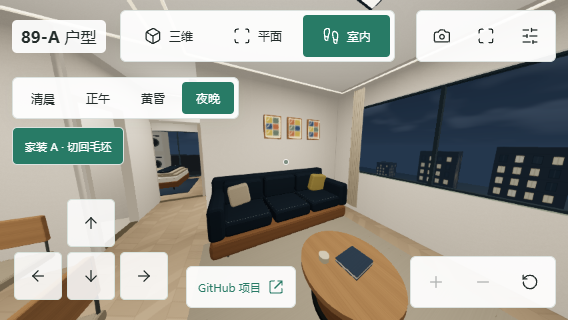 89-A 户型
三维
平面
室内
清晨
正午
黄昏
夜晚
家装 A · 切回毛坯
GitHub 项目